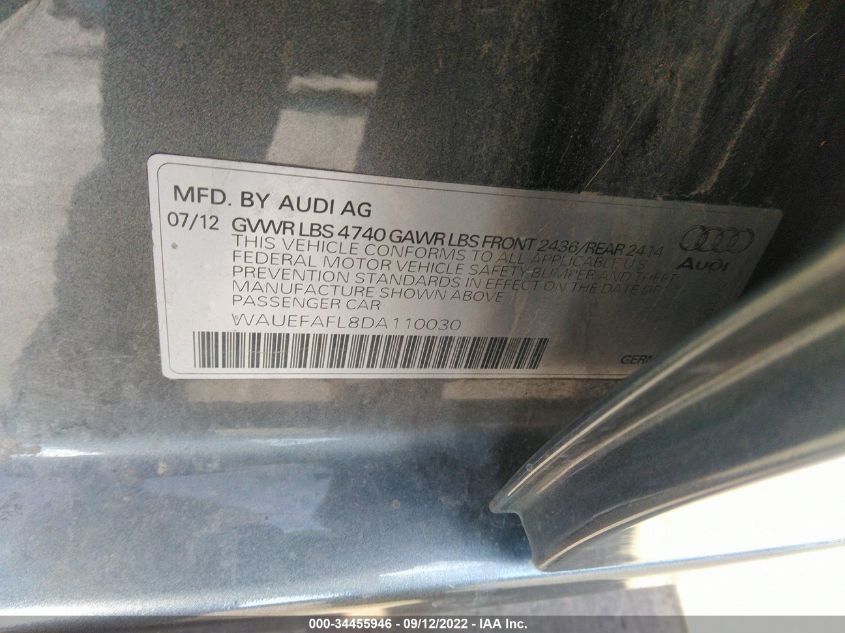 MFD. BY AUDI AG
07/12 GVWR LBS 4740 GAWR LBS FRONT 2436/REAR 2414
THIS VEHICLE CONFORMS TO ALL APPLICABLE U.S.
FEDERAL MOTOR VEHICLE SAFETY-BUMPER AND THEFT
PREVENTION STANDARDS IN EFFECT ON THE DATE OF
MANUFACTURE SHOWN ABOVE
PASSENGER CAR
WAUEFAFL8DA110030
Audi
GERM
000-34455946 - 09/12/2022 - IAA Inc.